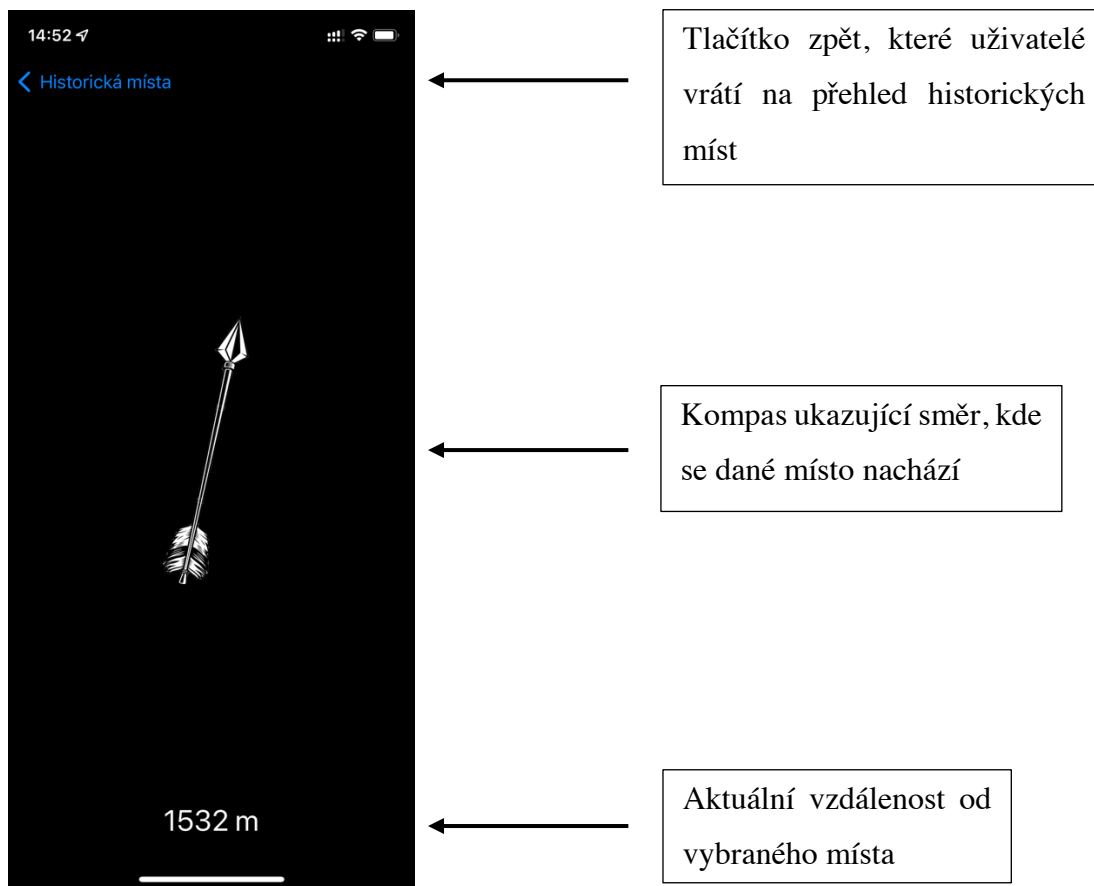 14:52
Historická místa
1532 m
Tlačítko zpět, které uživatelé
vrátí na přehled historických
míst
Kompas ukazující směr, kde
se dané místo nachází
Aktuální vzdálenost od
vybraného místa